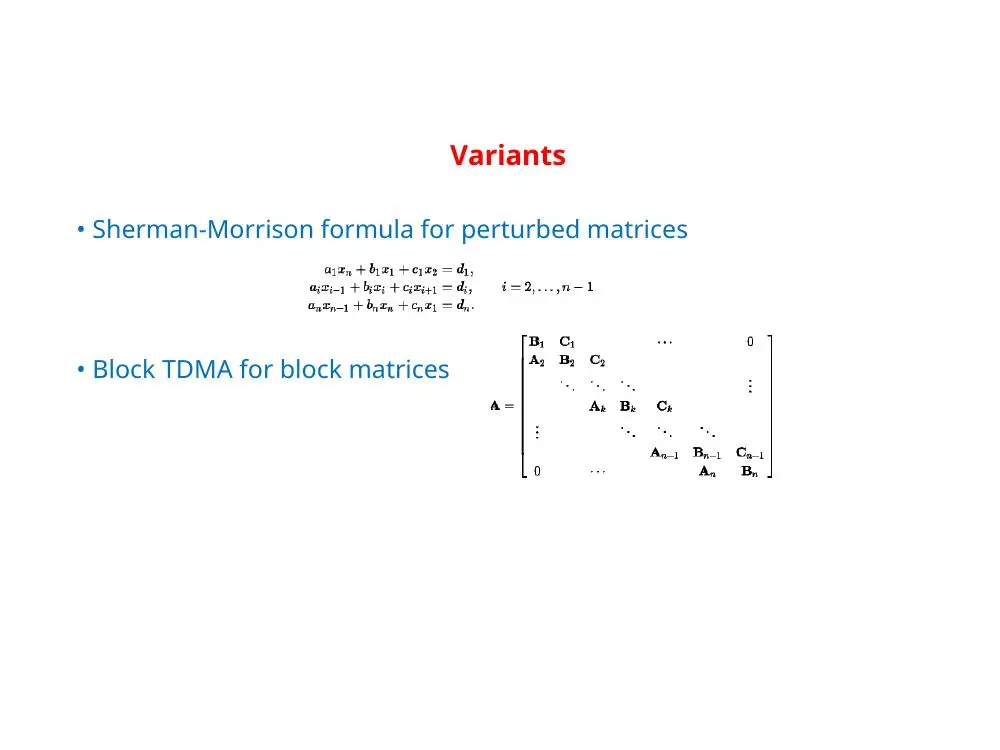 Variants
• Sherman-Morrison formula for perturbed matrices
a₁xₙ + b₁x₁ + c₁x₂ = d₁,
aᵢxᵢ₋₁ + bᵢxᵢ + cᵢxᵢ₊₁ = dᵢ, i = 2, . . . , n − 1
aₙxₙ₋₁ + bₙxₙ + cₙx₁ = dₙ.
• Block TDMA for block matrices
B₁ C₁ ⋯ 0
A₂ B₂ C₂
⋱ ⋱ ⋱ ⋮
A = Aₖ Bₖ Cₖ
⋮ ⋱ ⋱ ⋱
Aₙ₋₁ Bₙ₋₁ Cₙ₋₁
0 ⋯ Aₙ Bₙ